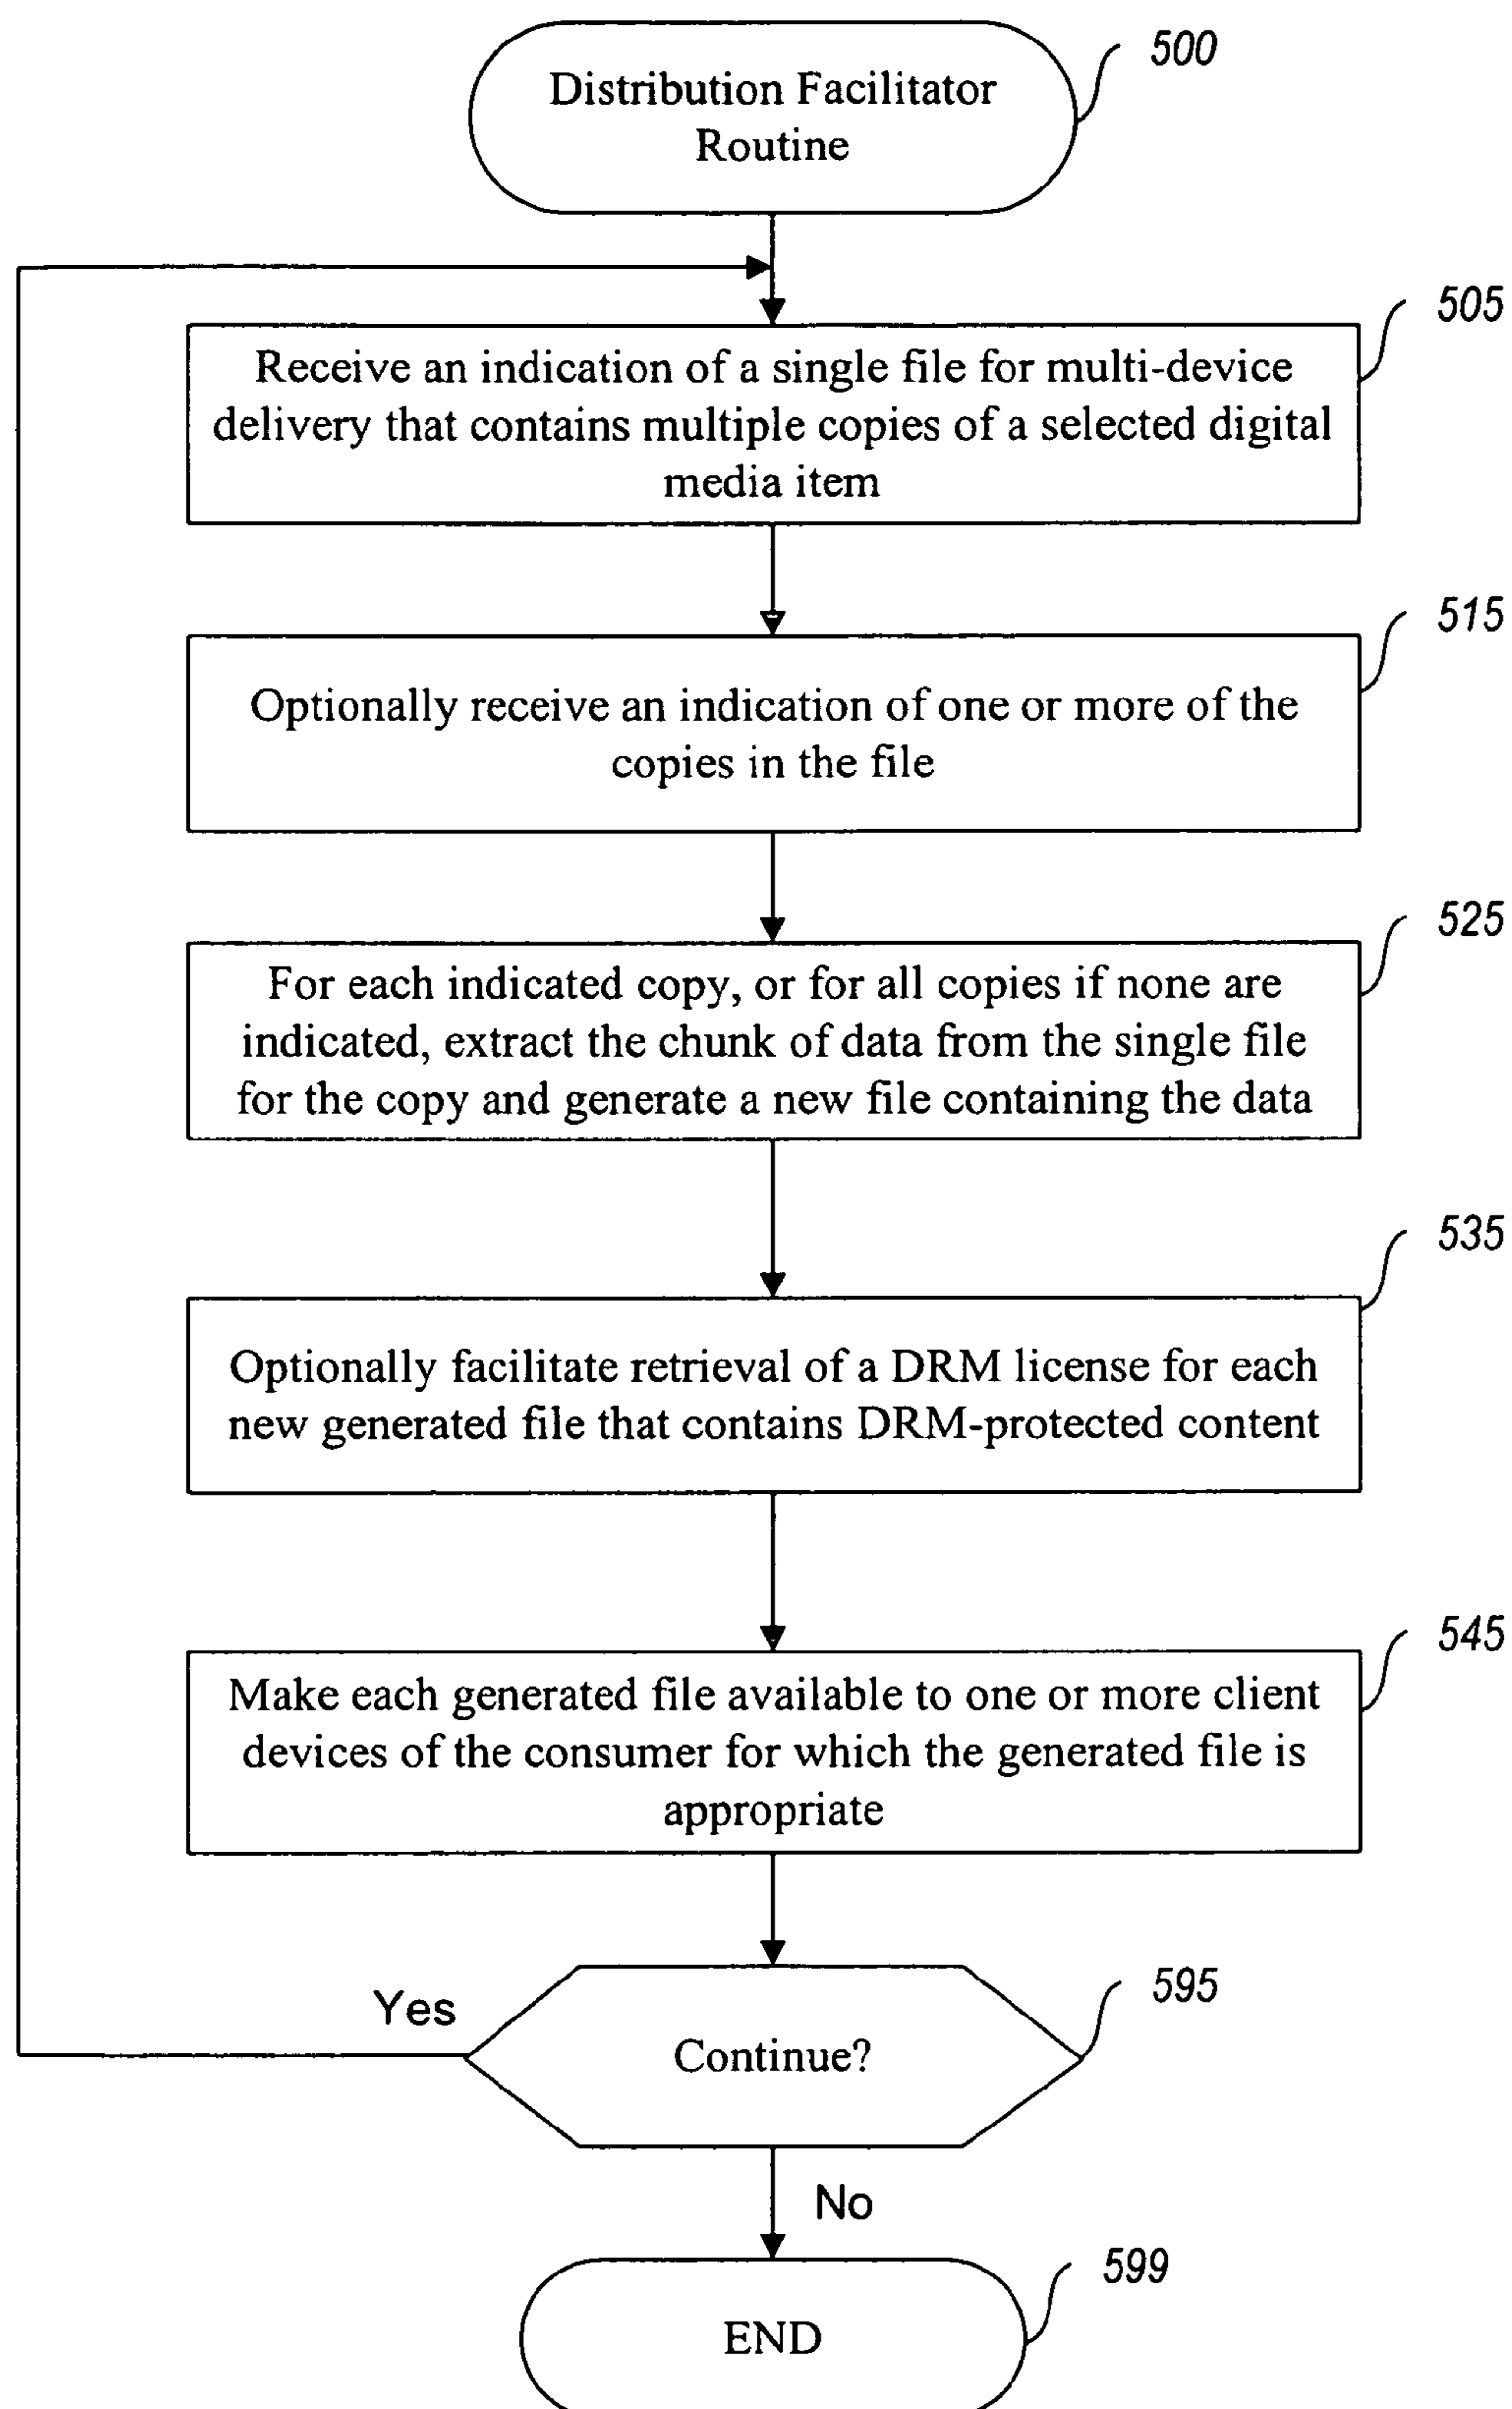 Distribution Facilitator
Routine
500
505
Receive an indication of a single file for multi-device
delivery that contains multiple copies of a selected digital
media item
515
Optionally receive an indication of one or more of the
copies in the file
525
For each indicated copy, or for all copies if none are
indicated, extract the chunk of data from the single file
for the copy and generate a new file containing the data
535
Optionally facilitate retrieval of a DRM license for each
new generated file that contains DRM-protected content
545
Make each generated file available to one or more client
devices of the consumer for which the generated file is
appropriate
595
Yes
Continue?
No
599
END